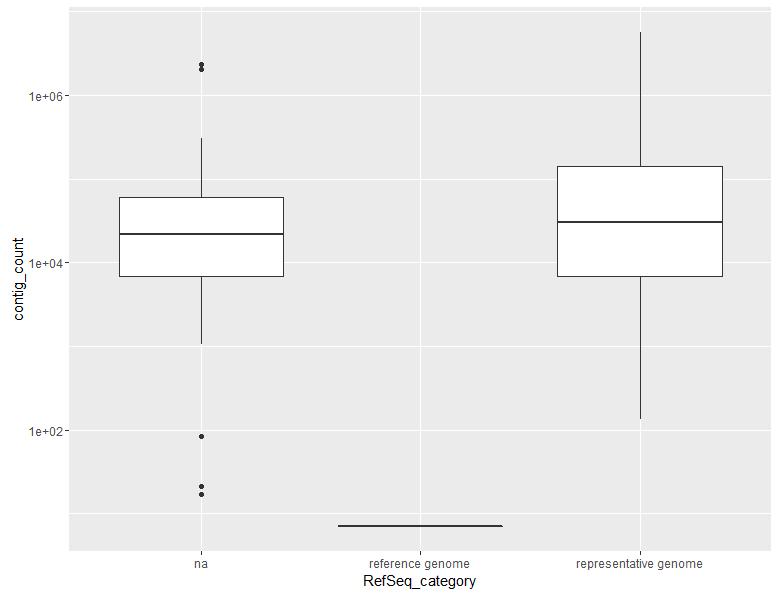 contig_count
1e+06
1e+04
1e+02
na
reference genome
representative genome
RefSeq_category